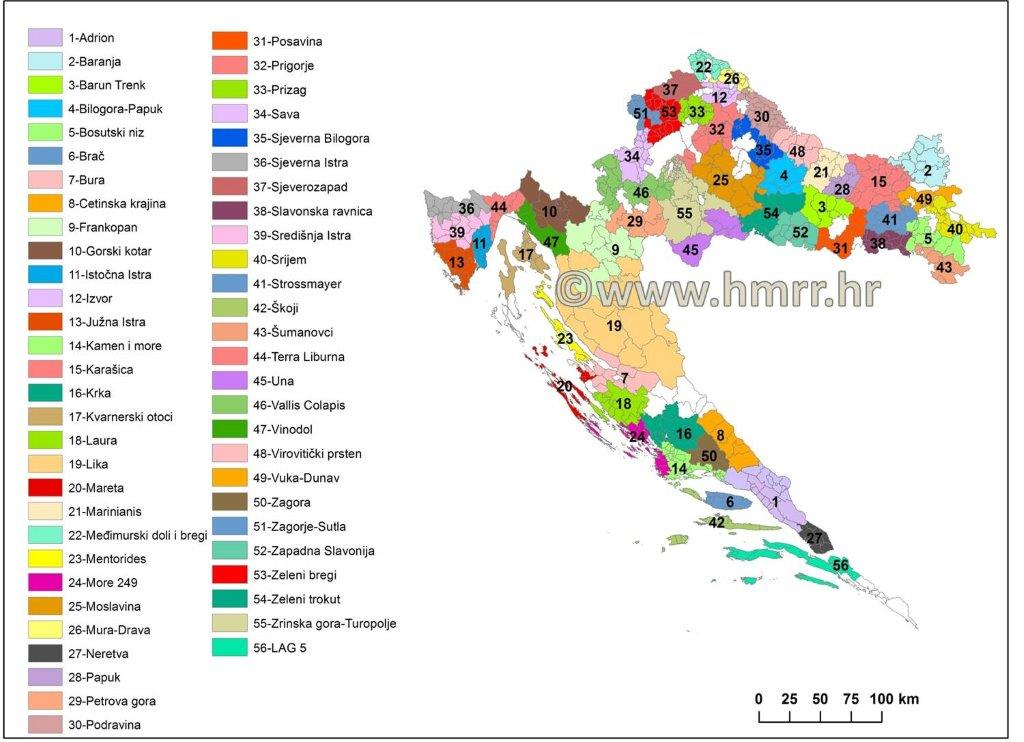 1-Adrion
2-Baranja
3-Barun Trenk
4-Bilogora-Papuk
5-Bosutski niz
6-Brač
7-Bura
8-Cetinska krajina
9-Frankopan
10-Gorski kotar
11-Istočna Istra
12-Izvor
13-Južna Istra
14-Kamen i more
15-Karašica
16-Krka
17-Kvarnerski otoci
18-Laura
19-Lika
20-Mareta
21-Marinianis
22-Međimurski doli i bregi
23-Mentorides
24-More 249
25-Moslavina
26-Mura-Drava
27-Neretva
28-Papuk
29-Petrova gora
30-Podravina
31-Posavina
32-Prigorje
33-Prizag
34-Sava
35-Sjeverna Bilogora
36-Sjeverna Istra
37-Sjeverozapad
38-Slavonska ravnica
39-Središnja Istra
40-Srijem
41-Strossmayer
42-Škoji
43-Šumanovci
44-Terra Liburna
45-Una
46-Vallis Colapis
47-Vinodol
48-Virovitički prsten
49-Vuka-Dunav
50-Zagora
51-Zagorje-Sutla
52-Zapadna Slavonija
53-Zeleni bregi
54-Zeleni trokut
55-Zrinska gora-Turopolje
56-LAG 5
22
26
37
12
51
53
33
30
32
35
48
34
21
2
25
4
28
15
46
36
44
10
29
55
3
49
54
41
40
39
11
47
9
45
52
31
38
5
13
17
43
©www.hmrr.hr
19
23
7
20
18
24
16
8
50
14
6
1
42
27
56
0 25 50 75 100 km